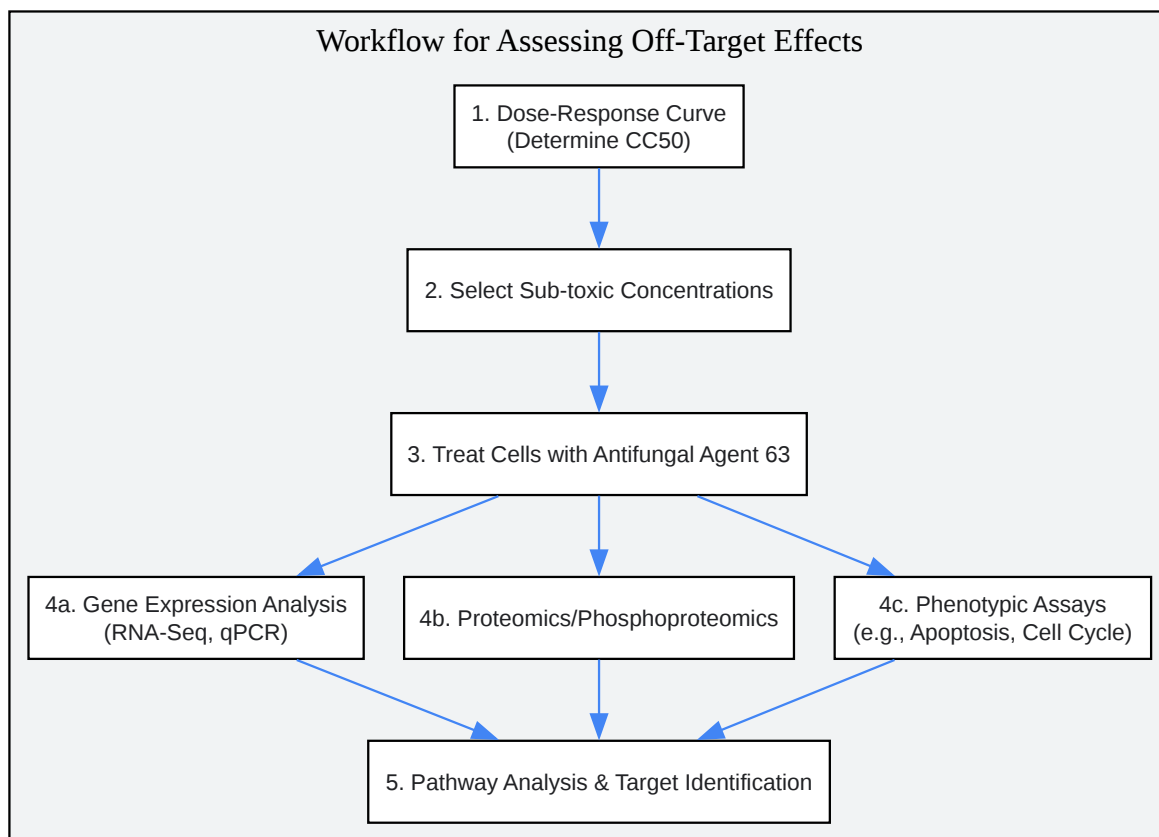 Workflow for Assessing Off-Target Effects
1. Dose-Response Curve
(Determine CC50)
2. Select Sub-toxic Concentrations
3. Treat Cells with Antifungal Agent 63
4a. Gene Expression Analysis
(RNA-Seq, qPCR)
4b. Proteomics/Phosphoproteomics
4c. Phenotypic Assays
(e.g., Apoptosis, Cell Cycle)
5. Pathway Analysis & Target Identification